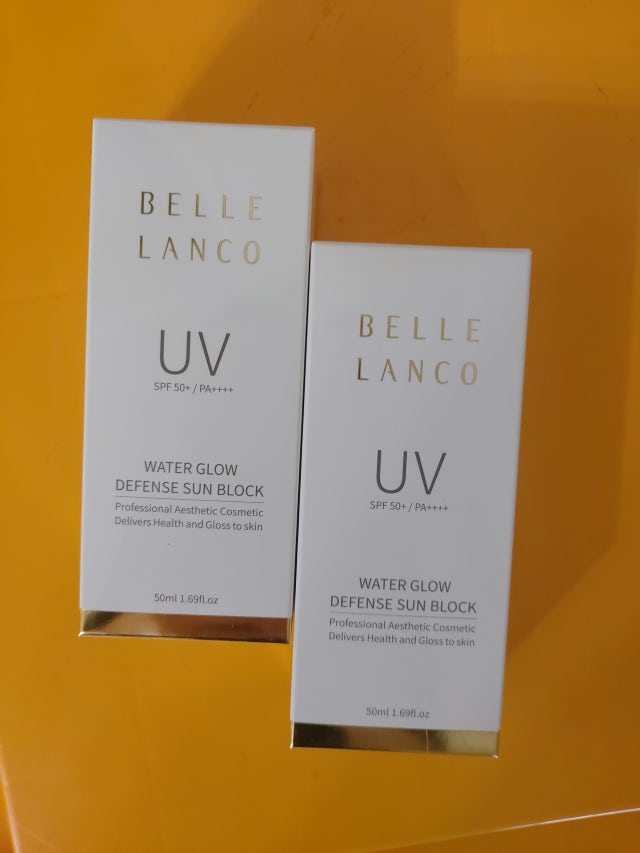 BELLE
LANCO
UV
SPF 50+ / PA++++
WATER GLOW
DEFENSE SUN BLOCK
Professional Aesthetic Cosmetic
Delivers Health and Gloss to skin
50ml 1.69fl.oz
BELLE
LANCO
UV
SPF 50+ / PA++++
WATER GLOW
DEFENSE SUN BLOCK
Professional Aesthetic Cosmetic
Delivers Health and Gloss to skin
50ml 1.69fl.oz